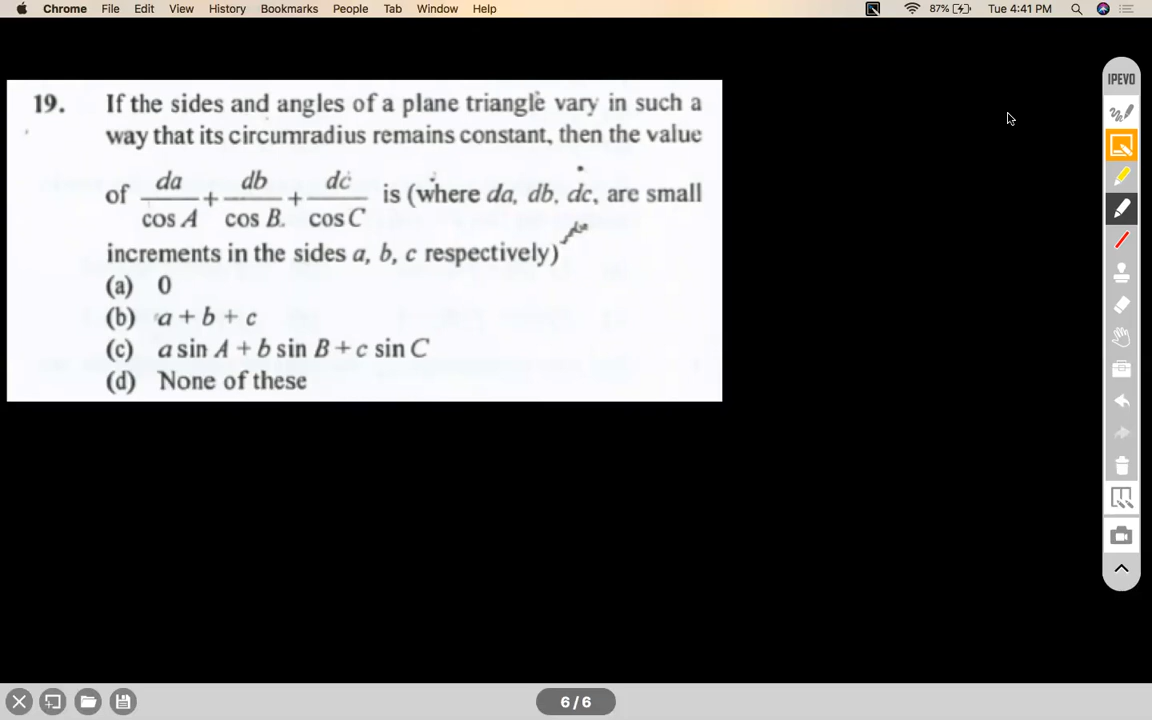 Chrome File Edit View History Bookmarks People Tab Window Help 87% Tue 4:41 PM
IPEVO
19. If the sides and angles of a plane triangle vary in such a
way that its circumradius remains constant, then the value
of da/cos A + db/cos B. + dc/cos C is (where da, db, dc, are small
increments in the sides a, b, c respectively)
(a) 0
(b) a + b + c
(c) a sin A + b sin B + c sin C
(d) None of these
6 / 6